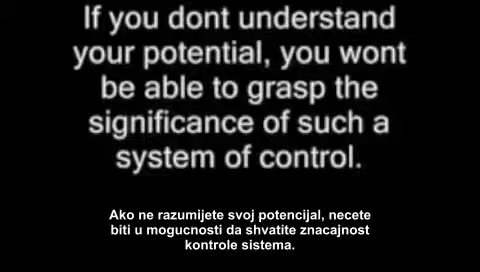 If you dont understand
your potential, you wont
be able to grasp the
significance of such a
system of control.
Ako ne razumijete svoj potencijal, necete
biti u mogucnosti da shvatite znacajnost
kontrole sistema.